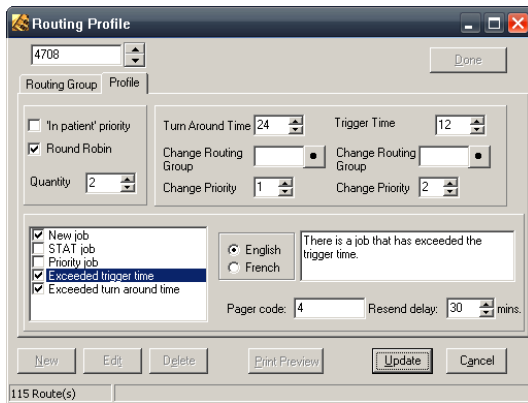 Routing Profile
4708
Done
Routing Group Profile
'In patient' priority
Round Robin
Quantity 2
Turn Around Time 24
Change Routing
Group
Change Priority 1
Trigger Time 12
Change Routing
Group
Change Priority 2
New job
STAT job
Priority job
Exceeded trigger time
Exceeded turn around time
English
French
There is a job that has exceeded the
trigger time.
Pager code: 4 Resend delay: 30 mins.
New Edit Delete Print Preview Update Cancel
115 Route(s)